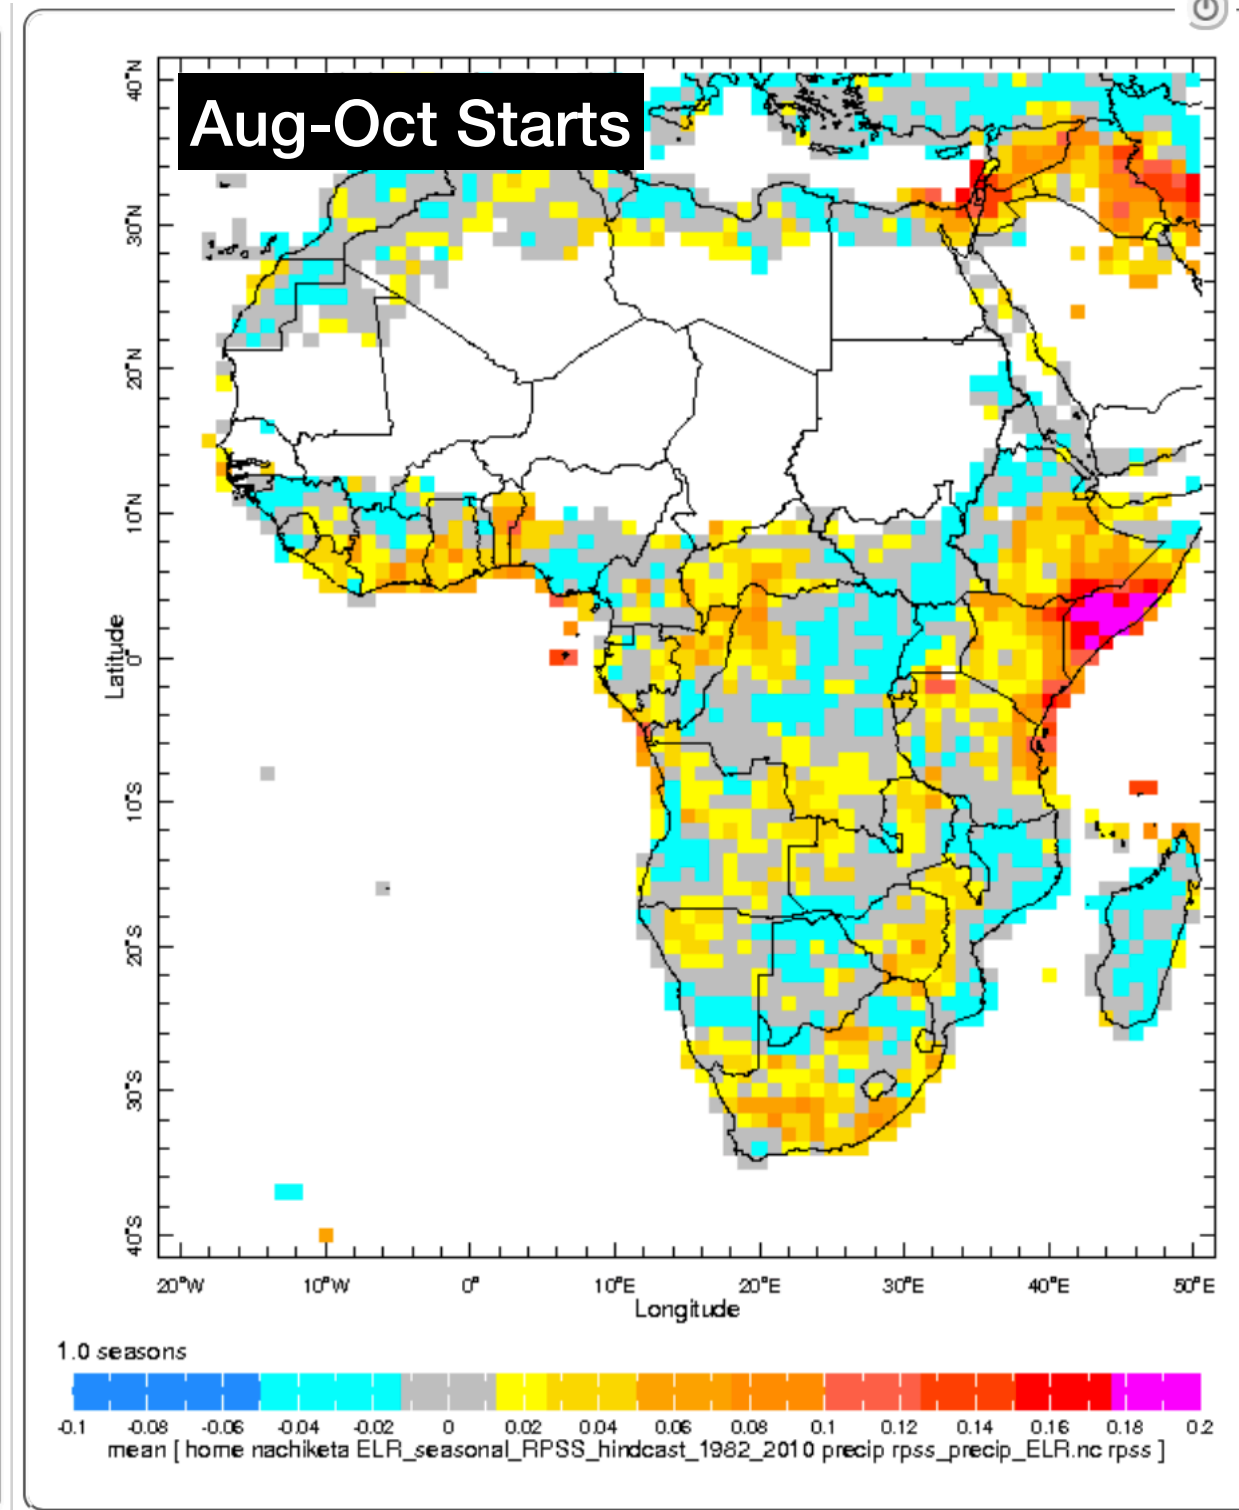 Aug-Oct Starts
40°N
30°N
20°N
10°N
0°
10°S
20°S
30°S
40°S
Latitude
20°W 10°W 0° 10°E 20°E 30°E 40°E 50°E
Longitude
1.0 seasons
-0.1 -0.08 -0.06 -0.04 -0.02 0 0.02 0.04 0.06 0.08 0.1 0.12 0.14 0.16 0.18 0.2
mean [ home nachiketa ELR_seasonal_RPSS_hindcast_1982_2010 precip rpss_precip_ELR.nc rpss ]